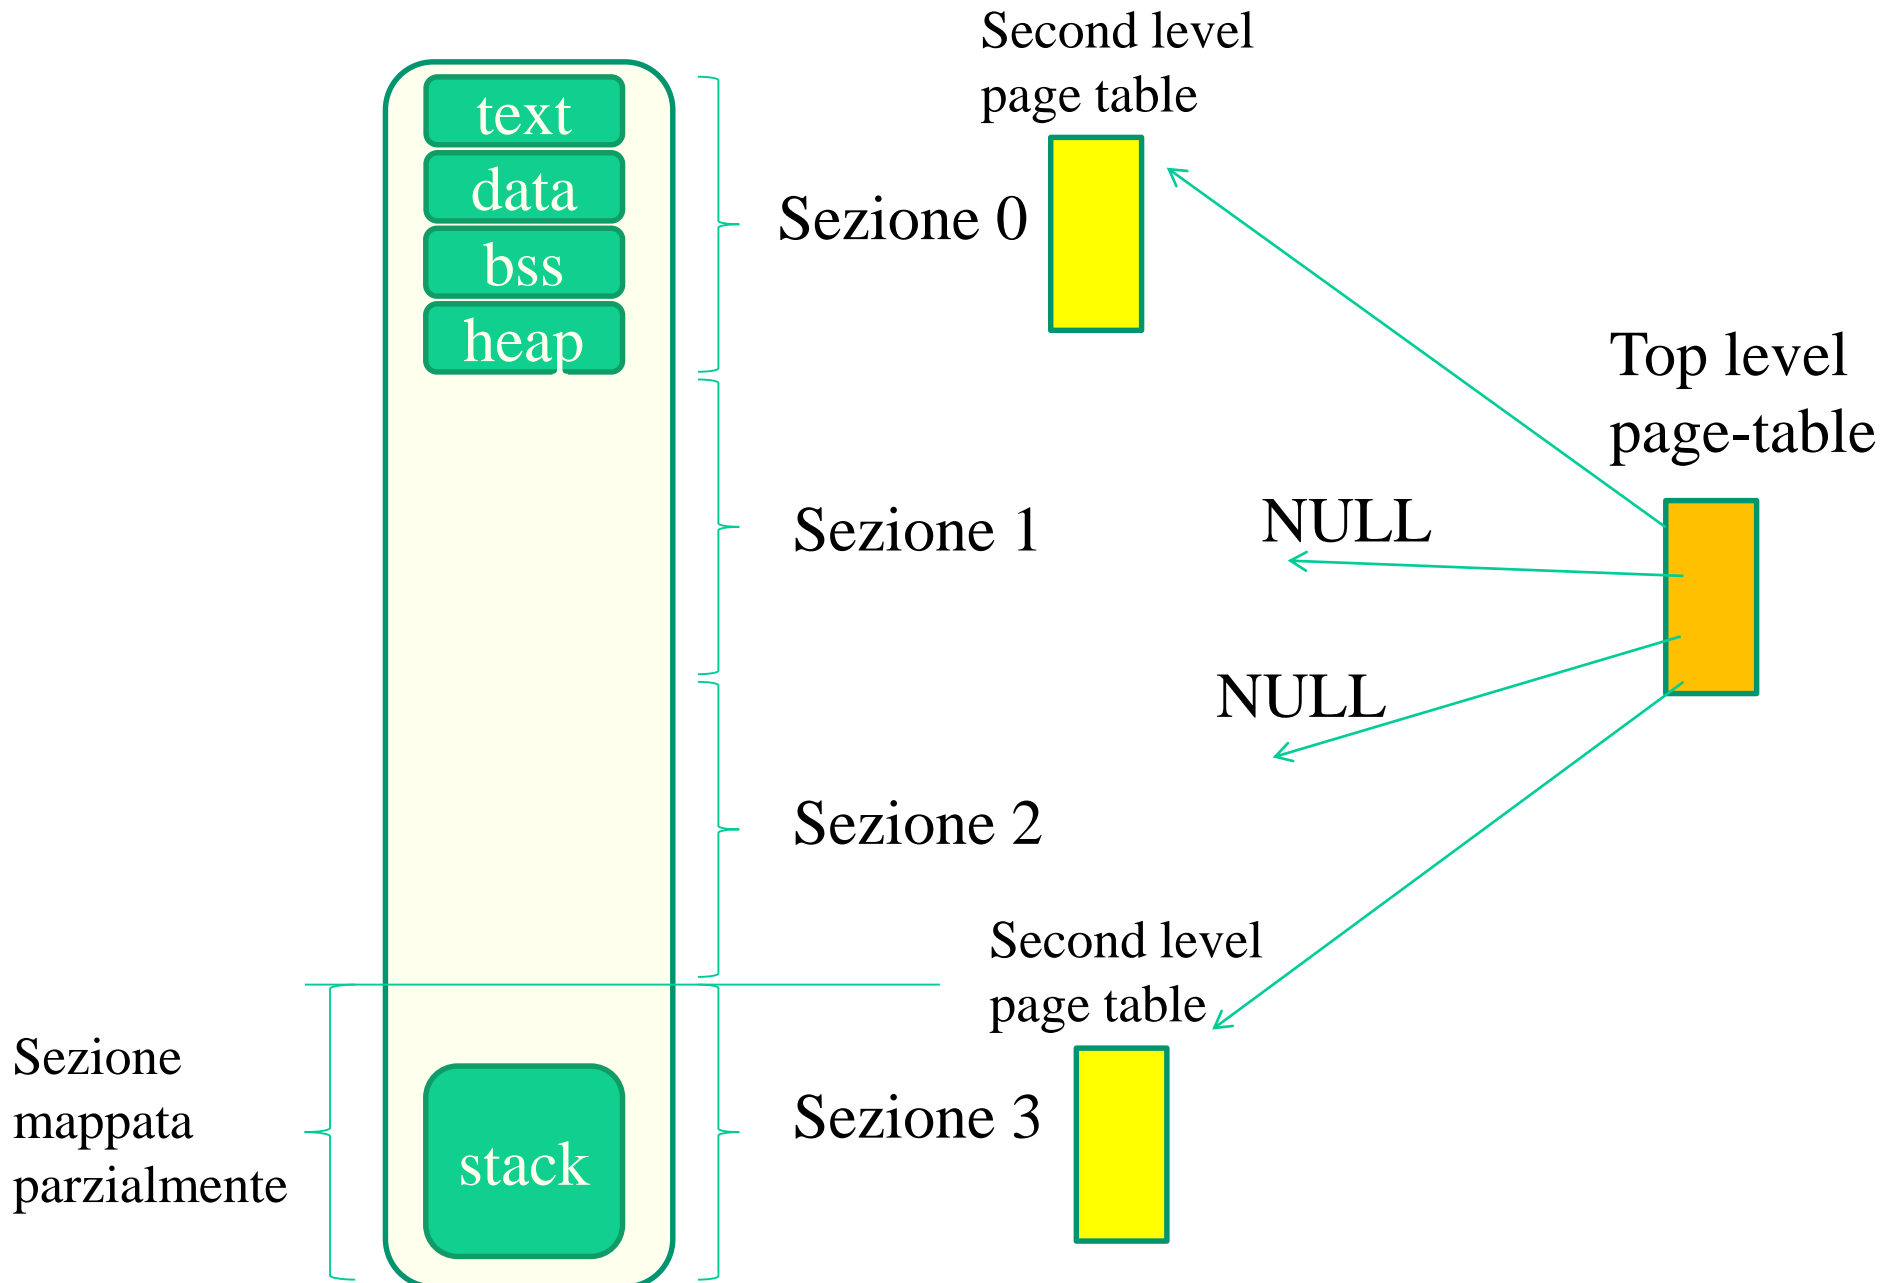 Second level
page table
text
data
bss
heap
Sezione 0
Top level
page-table
NULL
Sezione 1
NULL
Sezione 2
Second level
page table
Sezione
mappata
parzialmente
stack
Sezione 3